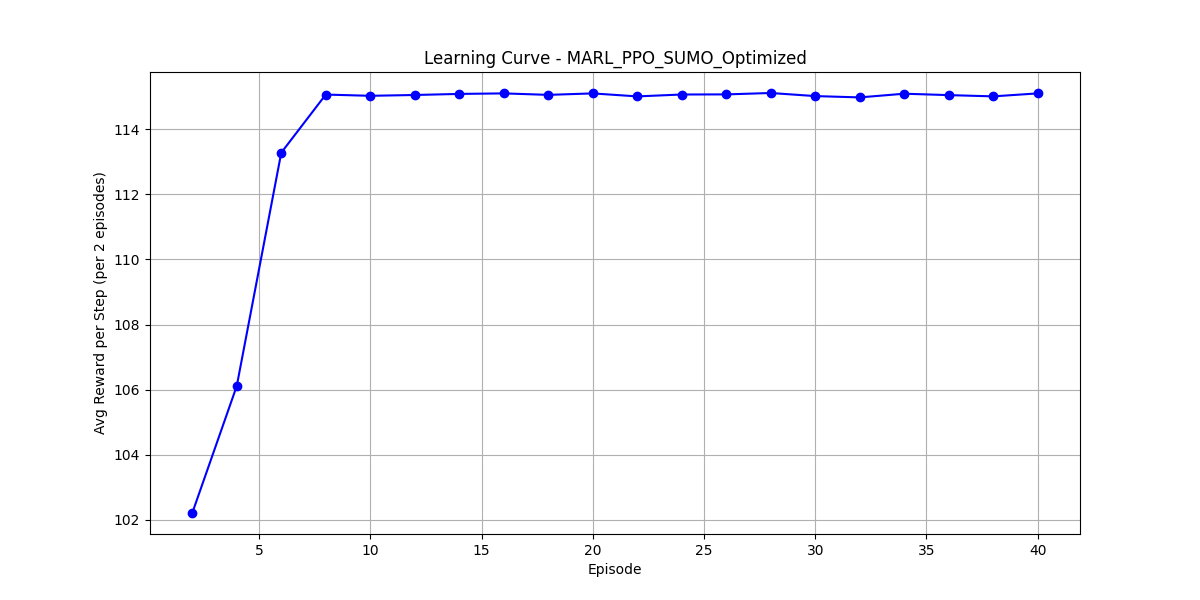 Learning Curve - MARL_PPO_SUMO_Optimized
Avg Reward per Step (per 2 episodes)
114
112
110
108
106
104
102
5 10 15 20 25 30 35 40
Episode